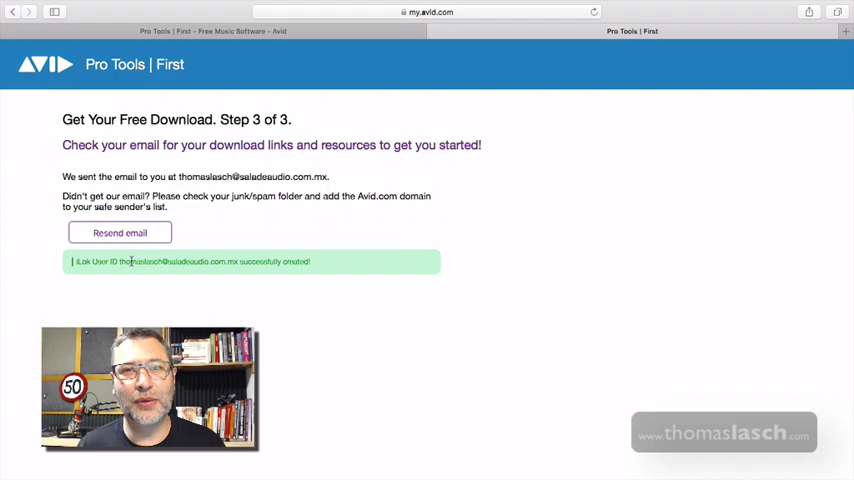 my.avid.com
Pro Tools | First - Free Music Software - Avid
Pro Tools | First
AVID
Pro Tools | First
Get Your Free Download. Step 3 of 3.
Check your email for your download links and resources to get you started!
We sent the email to you at thomaslasch@saladeaudio.com.mx.
Didn't get our email? Please check your junk/spam folder and add the Avid.com domain
to your safe sender's list.
Resend email
iLok User ID thomaslasch@saladeaudio.com.mx successfully created!
50
www.thomaslasch.com